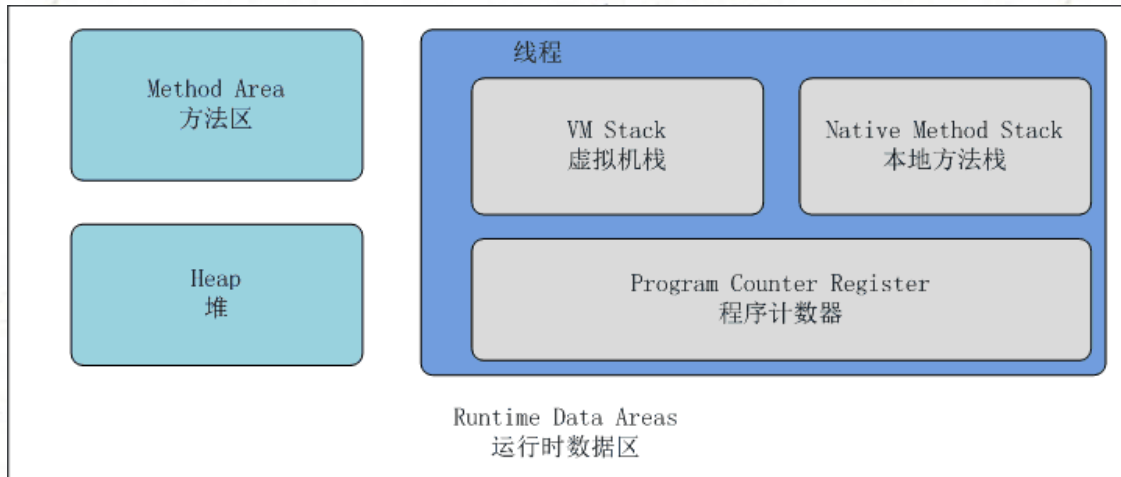 Method Area
方法区
Heap
堆
线程
VM Stack
虚拟机栈
Native Method Stack
本地方法栈
Program Counter Register
程序计数器
Runtime Data Areas
运行时数据区